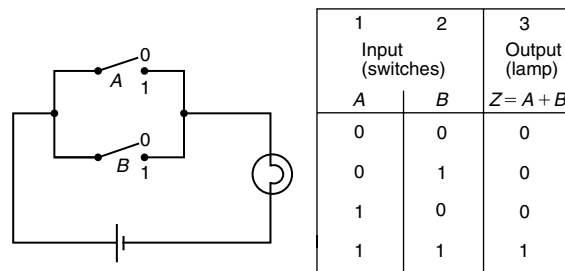 0
A
1
0
B
1
1 2 3
Input Output
(switches) (lamp)
A B Z = A + B
0 0 0
0 1 0
1 0 0
1 1 1